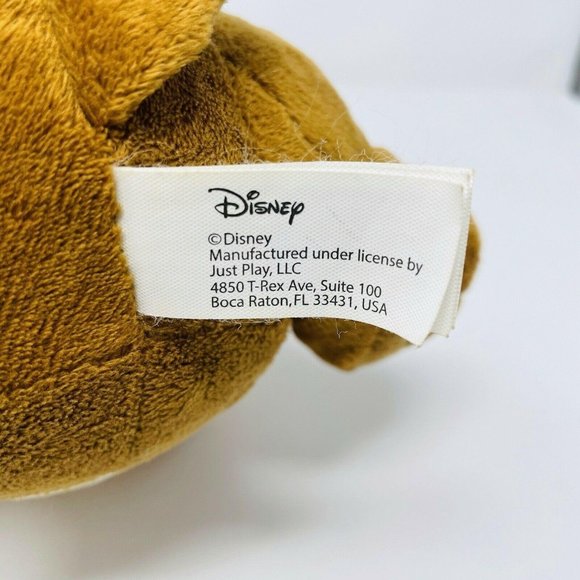 Disney
©Disney
Manufactured under license by
Just Play, LLC
4850 T-Rex Ave, Suite 100
Boca Raton,FL 33431, USA